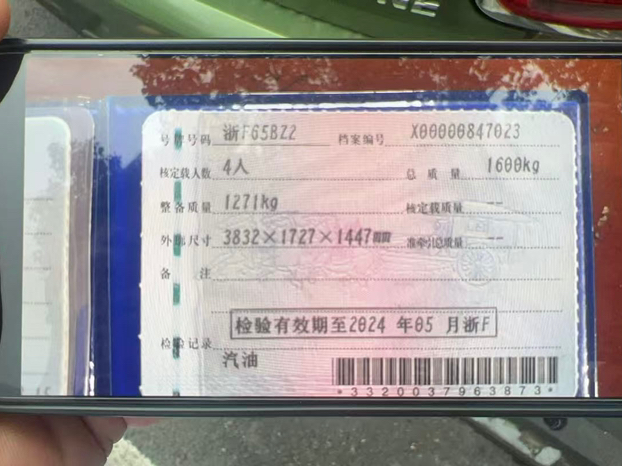 号牌号码 浙F65BZ2 档案编号 X00000847023
核定载人数 4人 总质量 1600kg
整备质量 1271kg 核定载质量 --
外廓尺寸 3832×1727×1447mm 准牵引总质量 --
备注
检验有效期至2024 年05 月浙F
检验记录
汽油
*3320037963873*